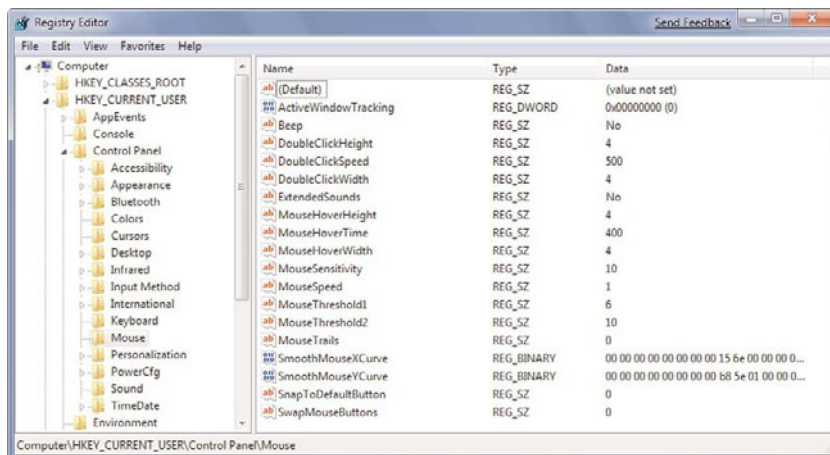 Registry Editor
Send Feedback
File Edit View Favorites Help
Computer
HKEY_CLASSES_ROOT
HKEY_CURRENT_USER
AppEvents
Console
Control Panel
Accessibility
Appearance
Bluetooth
Colors
Cursors
Desktop
Infrared
Input Method
International
Keyboard
Mouse
Personalization
PowerCfg
Sound
TimeDate
Environment
Name Type Data
(Default) REG_SZ (value not set)
ActiveWindowTracking REG_DWORD 0x00000000 (0)
Beep REG_SZ No
DoubleClickHeight REG_SZ 4
DoubleClickSpeed REG_SZ 500
DoubleClickWidth REG_SZ 4
ExtendedSounds REG_SZ No
MouseHoverHeight REG_SZ 4
MouseHoverTime REG_SZ 400
MouseHoverWidth REG_SZ 4
MouseSensitivity REG_SZ 10
MouseSpeed REG_SZ 1
MouseThreshold1 REG_SZ 6
MouseThreshold2 REG_SZ 10
MouseTrails REG_SZ 0
SmoothMouseXCurve REG_BINARY 00 00 00 00 00 00 00 00 15 6e 00 00 00 0...
SmoothMouseYCurve REG_BINARY 00 00 00 00 00 00 00 00 b8 5e 01 00 00 0...
SnapToDefaultButton REG_SZ 0
SwapMouseButtons REG_SZ 0
Computer\HKEY_CURRENT_USER\Control Panel\Mouse